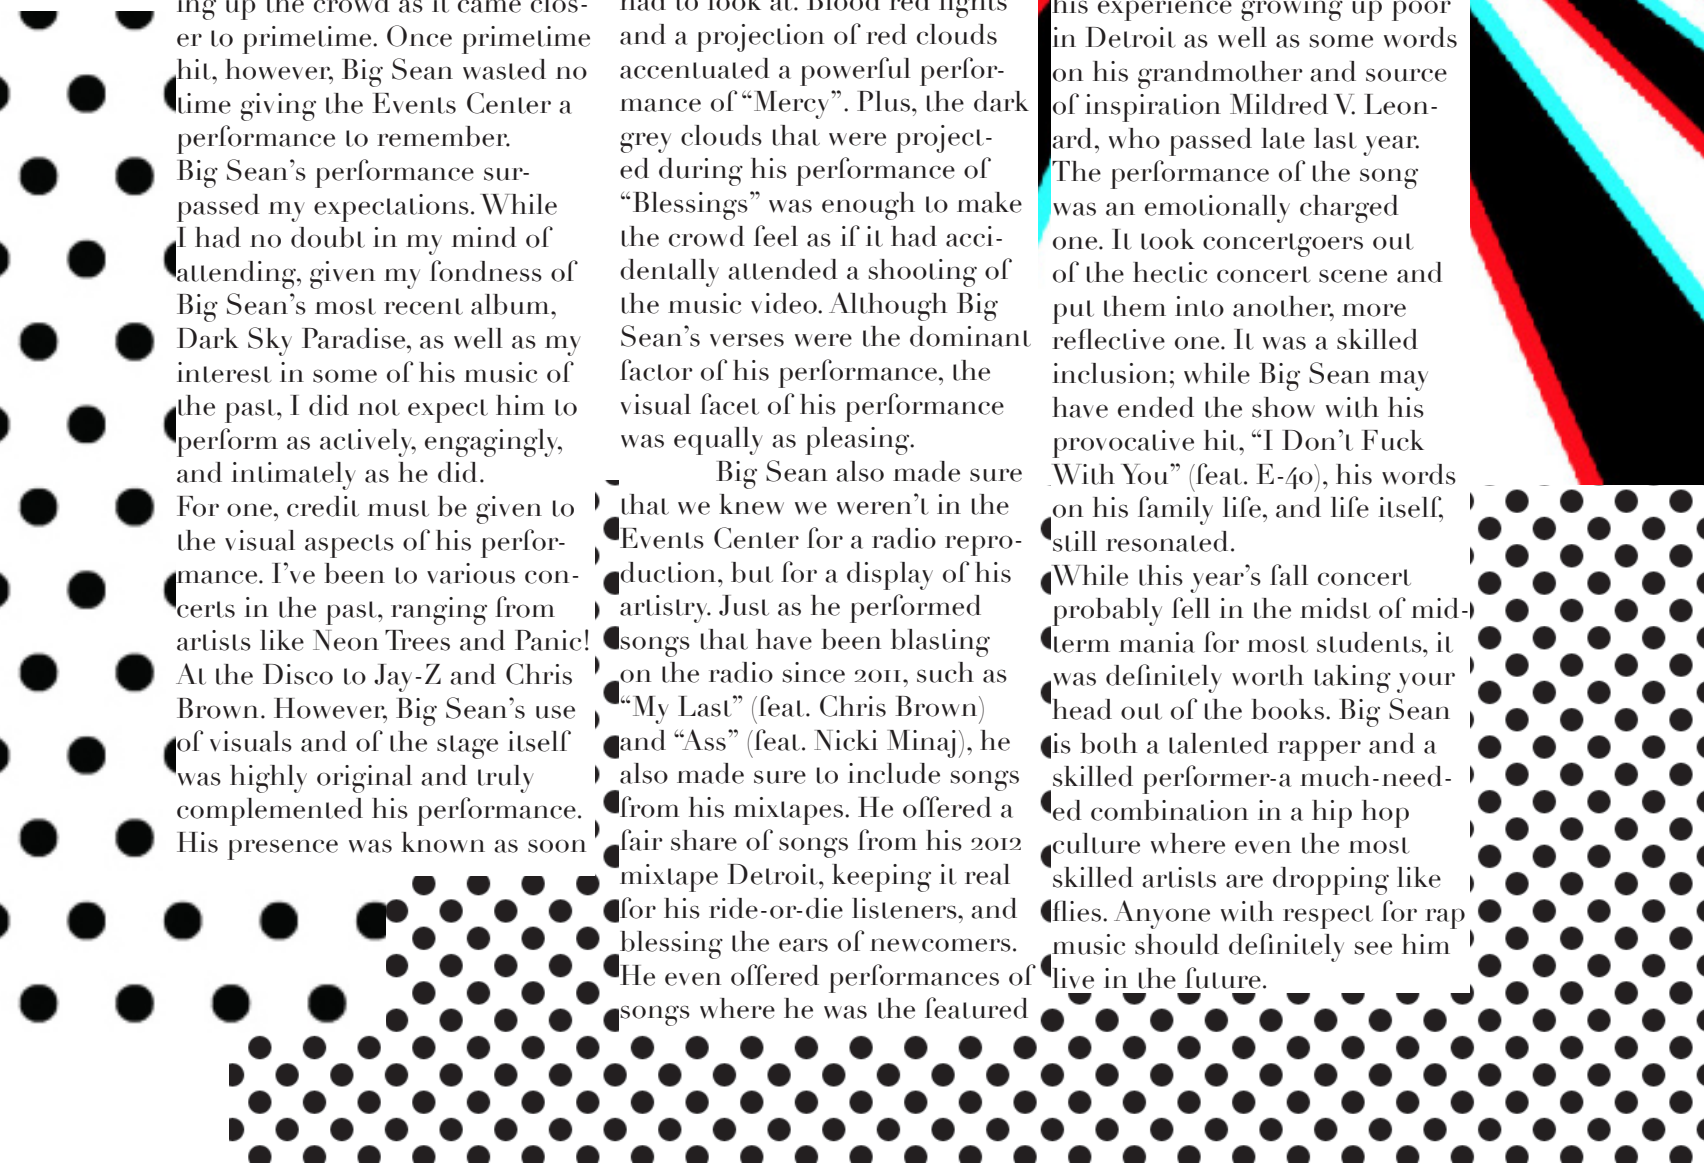 ing up the crowd as it came clos-
er to primetime. Once primetime
hit, however, Big Sean wasted no
time giving the Events Center a
performance to remember.
Big Sean’s performance sur-
passed my expectations. While
I had no doubt in my mind of
attending, given my fondness of
Big Sean’s most recent album,
Dark Sky Paradise, as well as my
interest in some of his music of
the past, I did not expect him to
perform as actively, engagingly,
and intimately as he did.
For one, credit must be given to
the visual aspects of his perfor-
mance. I’ve been to various con-
certs in the past, ranging from
artists like Neon Trees and Panic!
At the Disco to Jay-Z and Chris
Brown. However, Big Sean’s use
of visuals and of the stage itself
was highly original and truly
complemented his performance.
His presence was known as soon
had to look at. Blood red lights
and a projection of red clouds
accentuated a powerful perfor-
mance of “Mercy”. Plus, the dark
grey clouds that were project-
ed during his performance of
“Blessings” was enough to make
the crowd feel as if it had acci-
dentally attended a shooting of
the music video. Although Big
Sean’s verses were the dominant
factor of his performance, the
visual facet of his performance
was equally as pleasing.
Big Sean also made sure
that we knew we weren’t in the
Events Center for a radio repro-
duction, but for a display of his
artistry. Just as he performed
songs that have been blasting
on the radio since 2011, such as
“My Last” (feat. Chris Brown)
and “Ass” (feat. Nicki Minaj), he
also made sure to include songs
from his mixtapes. He offered a
fair share of songs from his 2012
mixtape Detroit, keeping it real
for his ride-or-die listeners, and
blessing the ears of newcomers.
He even offered performances of
songs where he was the featured
his experience growing up poor
in Detroit as well as some words
on his grandmother and source
of inspiration Mildred V. Leon-
ard, who passed late last year.
The performance of the song
was an emotionally charged
one. It took concertgoers out
of the hectic concert scene and
put them into another, more
reflective one. It was a skilled
inclusion; while Big Sean may
have ended the show with his
provocative hit, “I Don’t Fuck
With You” (feat. E-40), his words
on his family life, and life itself,
still resonated.
While this year’s fall concert
probably fell in the midst of mid-
term mania for most students, it
was definitely worth taking your
head out of the books. Big Sean
is both a talented rapper and a
skilled performer-a much-need-
ed combination in a hip hop
culture where even the most
skilled artists are dropping like
flies. Anyone with respect for rap
music should definitely see him
live in the future.